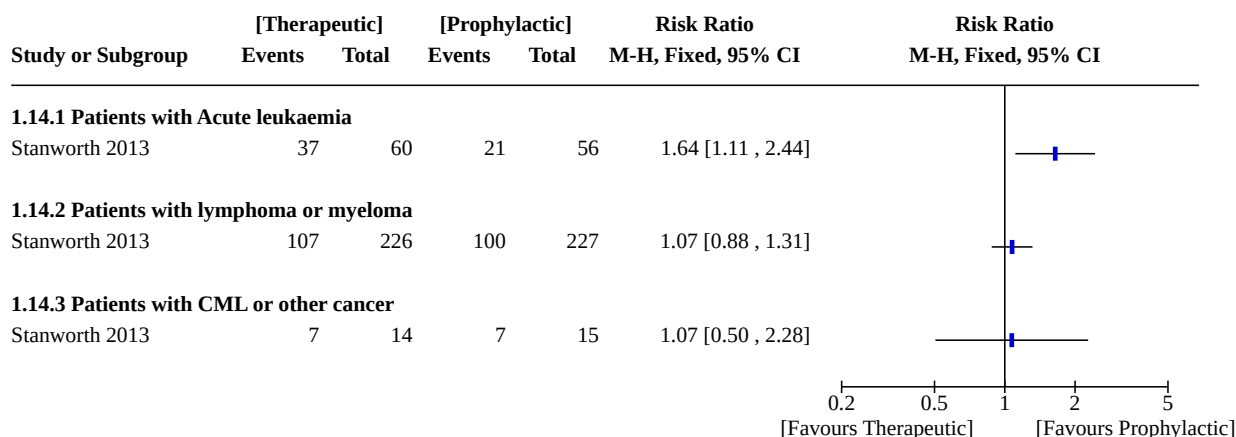 [Therapeutic] [Prophylactic] Risk Ratio Risk Ratio
Study or Subgroup Events Total Events Total M-H, Fixed, 95% CI M-H, Fixed, 95% CI
1.14.1 Patients with Acute leukaemia
Stanworth 2013 37 60 21 56 1.64 [1.11 , 2.44]
1.14.2 Patients with lymphoma or myeloma
Stanworth 2013 107 226 100 227 1.07 [0.88 , 1.31]
1.14.3 Patients with CML or other cancer
Stanworth 2013 7 14 7 15 1.07 [0.50 , 2.28]
0.2 0.5 1 2 5
[Favours Therapeutic] [Favours Prophylactic]